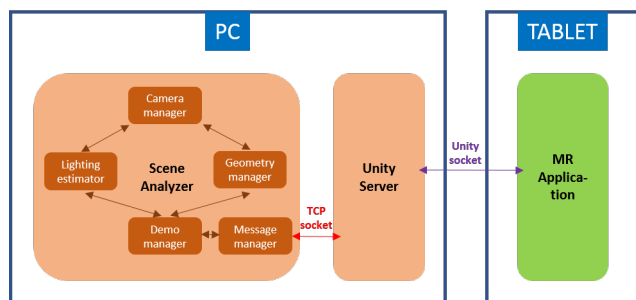 PC
TABLET
Camera
manager
Lighting
estimator
Scene
Analyzer
Geometry
manager
Demo
manager
Message
manager
TCP
socket
Unity
Server
Unity
socket
MR
Applica-
tion